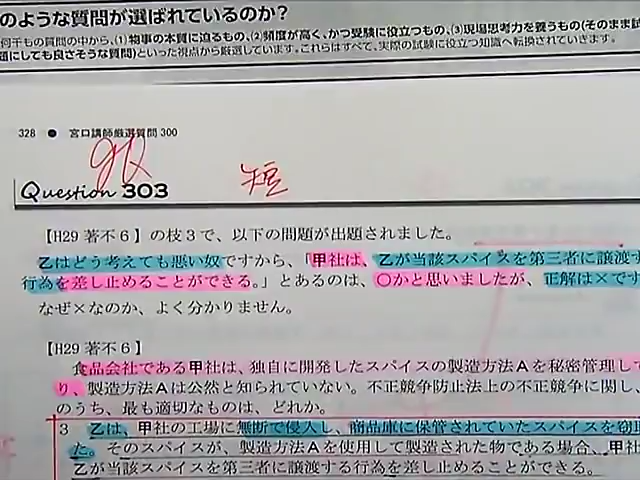 のような質問が選ばれているのか?
何千もの質問の中から、(1)物事の本質に迫るもの、(2)頻度が高く、かつ受験に役立つもの、(3)現場思考力を養うもの(そのまま試
題にしても良さそうな質問)といった視点から厳選しています。これらはすべて、実際の試験に役立つ知識へ転換されていきます。
328 ● 宮口講師厳選質問 300
短
Question 303
【H29 著不6】の枝3で、以下の問題が出題されました。
乙はどう考えても悪い奴ですから、「甲社は、乙が当該スパイスを第三者に譲渡す
行為を差し止めることができる。」とあるのは、〇かと思いましたが、正解は×です
なぜ×なのか、よく分かりません。
【H29 著不6】
食品会社である甲社は、独自に開発したスパイスの製造方法Aを秘密管理して
り、製造方法Aは公然と知られていない。不正競争防止法上の不正競争に関し、
のうち、最も適切なものは、どれか。
3 乙は、甲社の工場に無断で侵入し、商品庫に保管されていたスパイスを窃取
た。そのスパイスが、製造方法Aを使用して製造された物である場合、甲社
乙が当該スパイスを第三者に譲渡する行為を差し止めることができる。